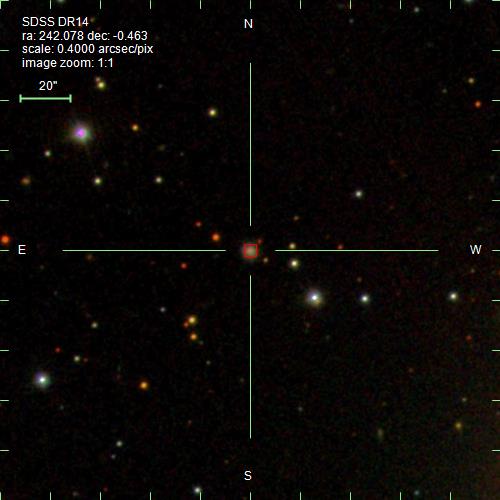 SDSS DR14
ra: 242.078 dec: -0.463
scale: 0.4000 arcsec/pix
image zoom: 1:1
20"
N
E
W
S